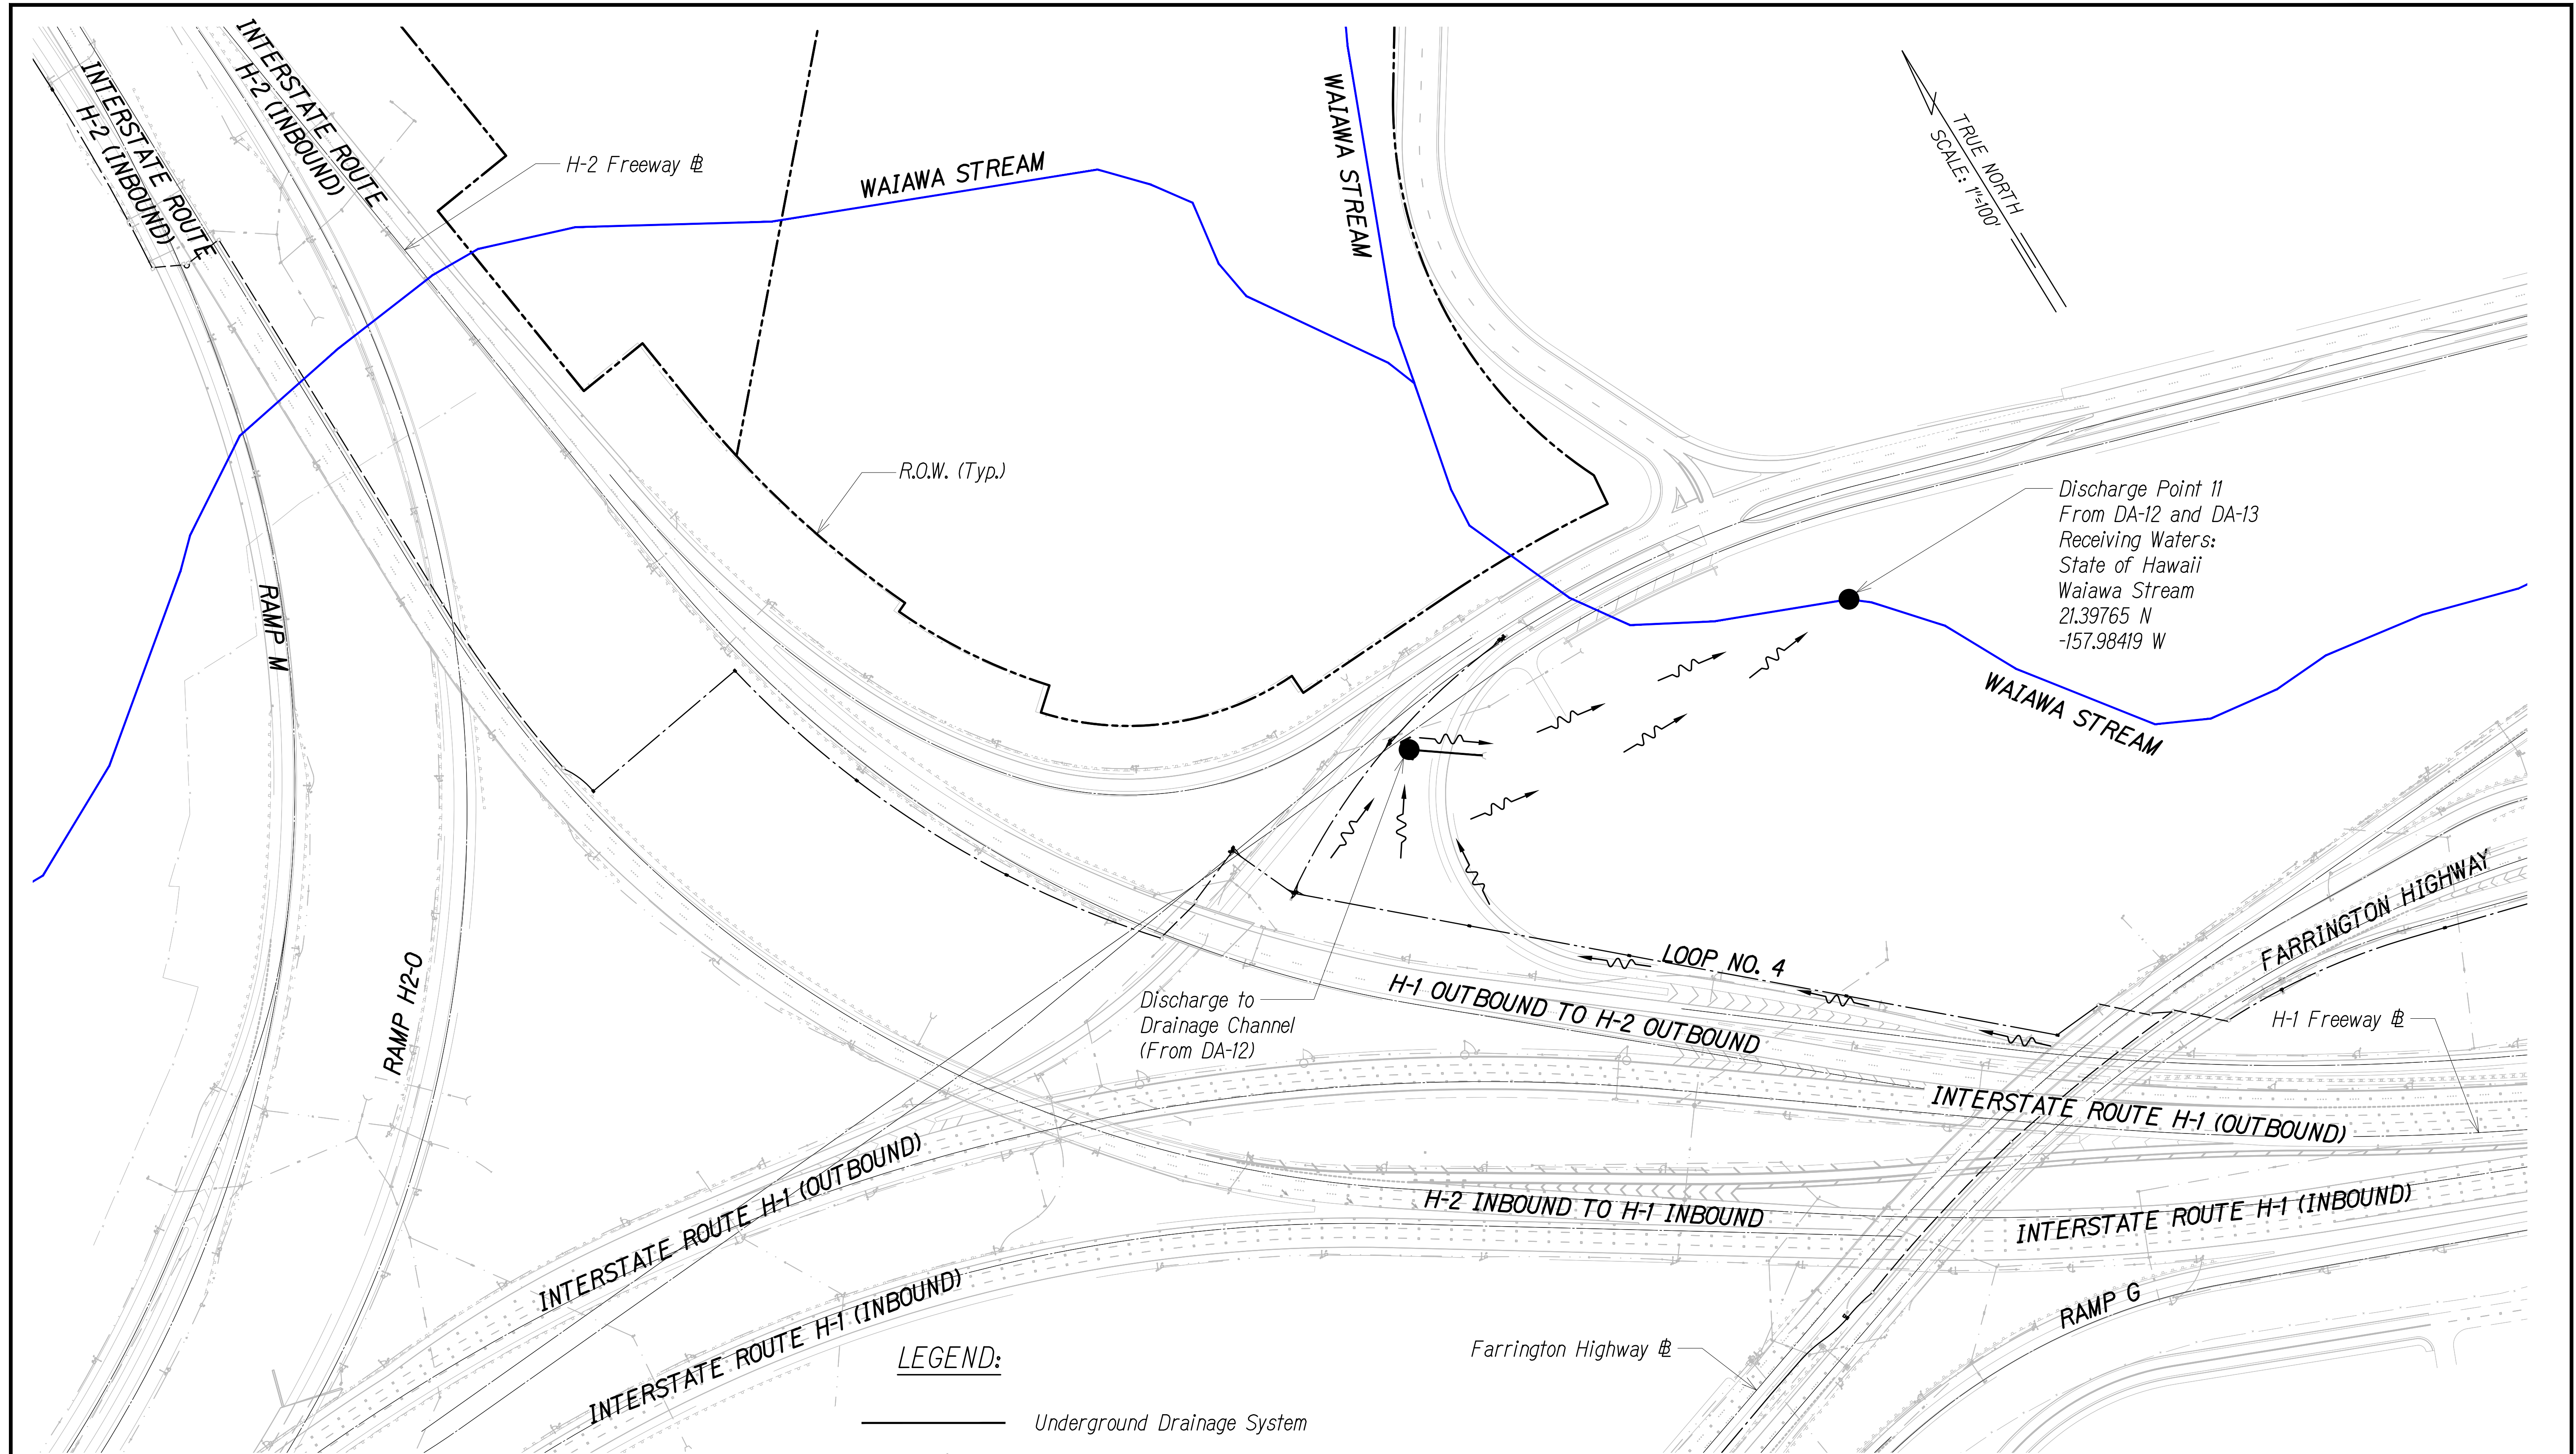 INTERSTATE ROUTE
H-2 (INBOUND)
INTERSTATE ROUTE
H-2 (INBOUND)
H-2 Freeway ⅊
WAIAWA STREAM
WAIAWA STREAM
TRUE NORTH
SCALE: 1"=100'
R.O.W. (Typ.)
Discharge Point 11
From DA-12 and DA-13
Receiving Waters:
State of Hawaii
Waiawa Stream
21.39765 N
-157.98419 W
WAIAWA STREAM
RAMP M
RAMP H2-O
Discharge to
Drainage Channel
(From DA-12)
LOOP NO. 4
H-1 OUTBOUND TO H-2 OUTBOUND
FARRINGTON HIGHWAY
H-1 Freeway ⅊
INTERSTATE ROUTE H-1 (OUTBOUND)
INTERSTATE ROUTE H-1 (OUTBOUND)
H-2 INBOUND TO H-1 INBOUND
INTERSTATE ROUTE H-1 (INBOUND)
INTERSTATE ROUTE H-1 (INBOUND)
RAMP G
Farrington Highway ⅊
LEGEND:
Underground Drainage System